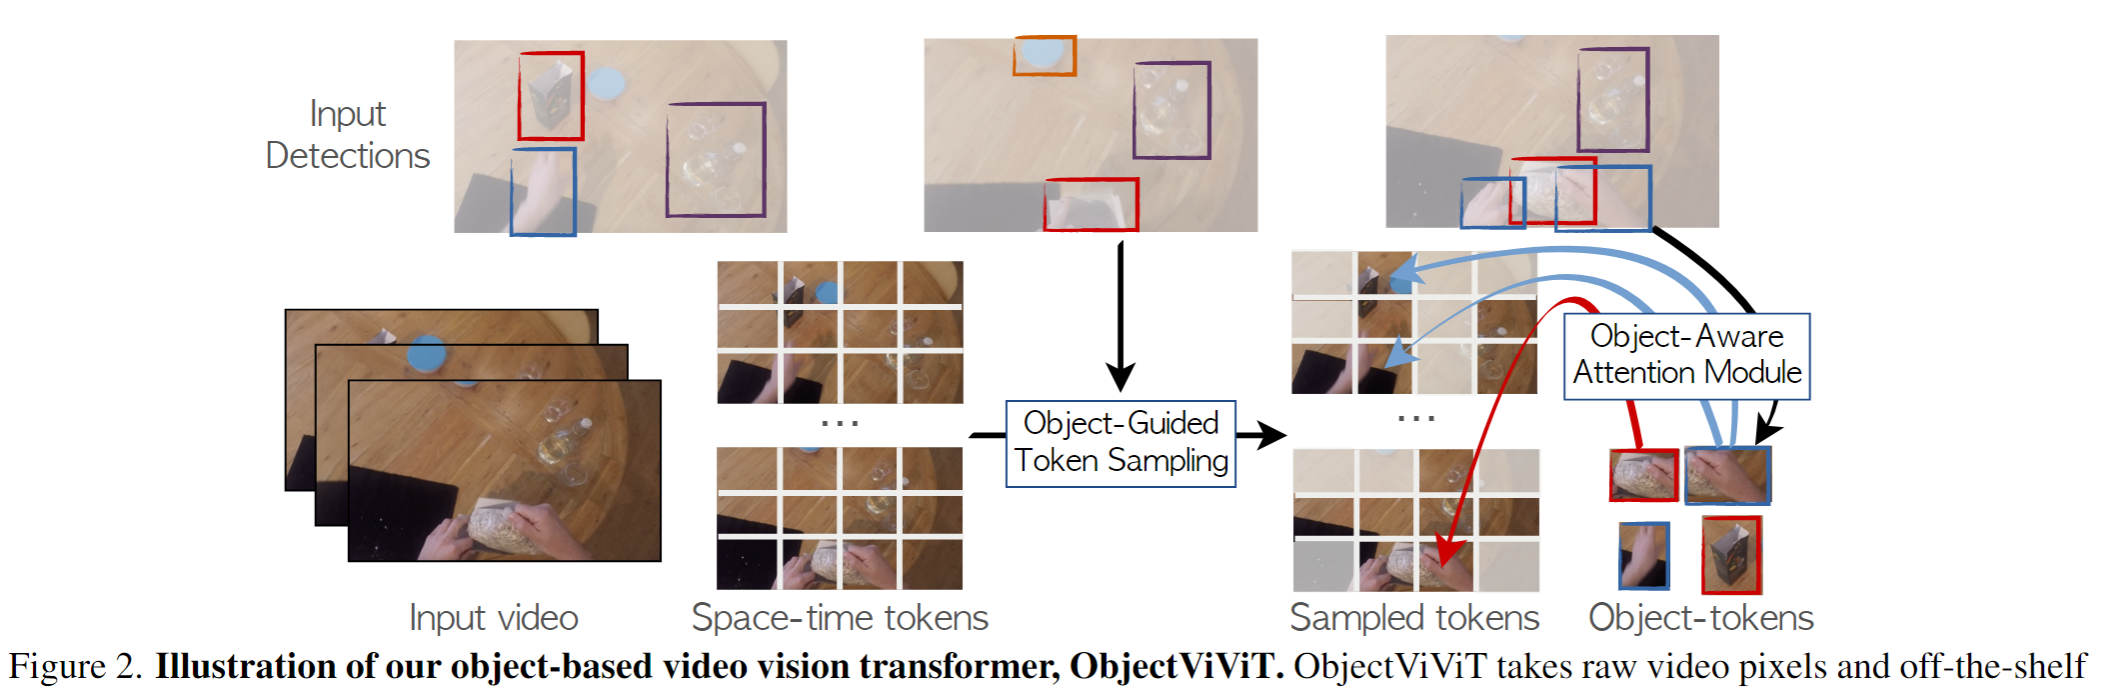 Input
Detections
Object-Aware
Attention Module
...
...
Object-Guided
Token Sampling
Input video
Space-time tokens
Sampled tokens
Object-tokens
Figure 2. Illustration of our object-based video vision transformer, ObjectViViT. ObjectViViT takes raw video pixels and off-the-shelf